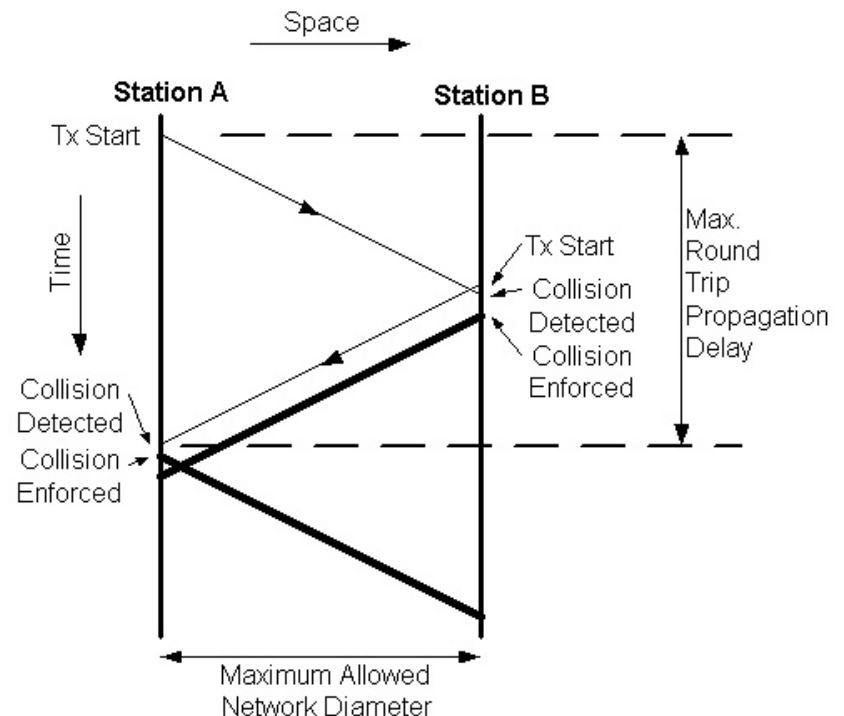 Space
Station A
Station B
Tx Start
Time
Max.
Round
Trip
Propagation
Delay
Tx Start
Collision
Detected
Collision
Enforced
Collision
Detected
Collision
Enforced
Maximum Allowed
Network Diameter